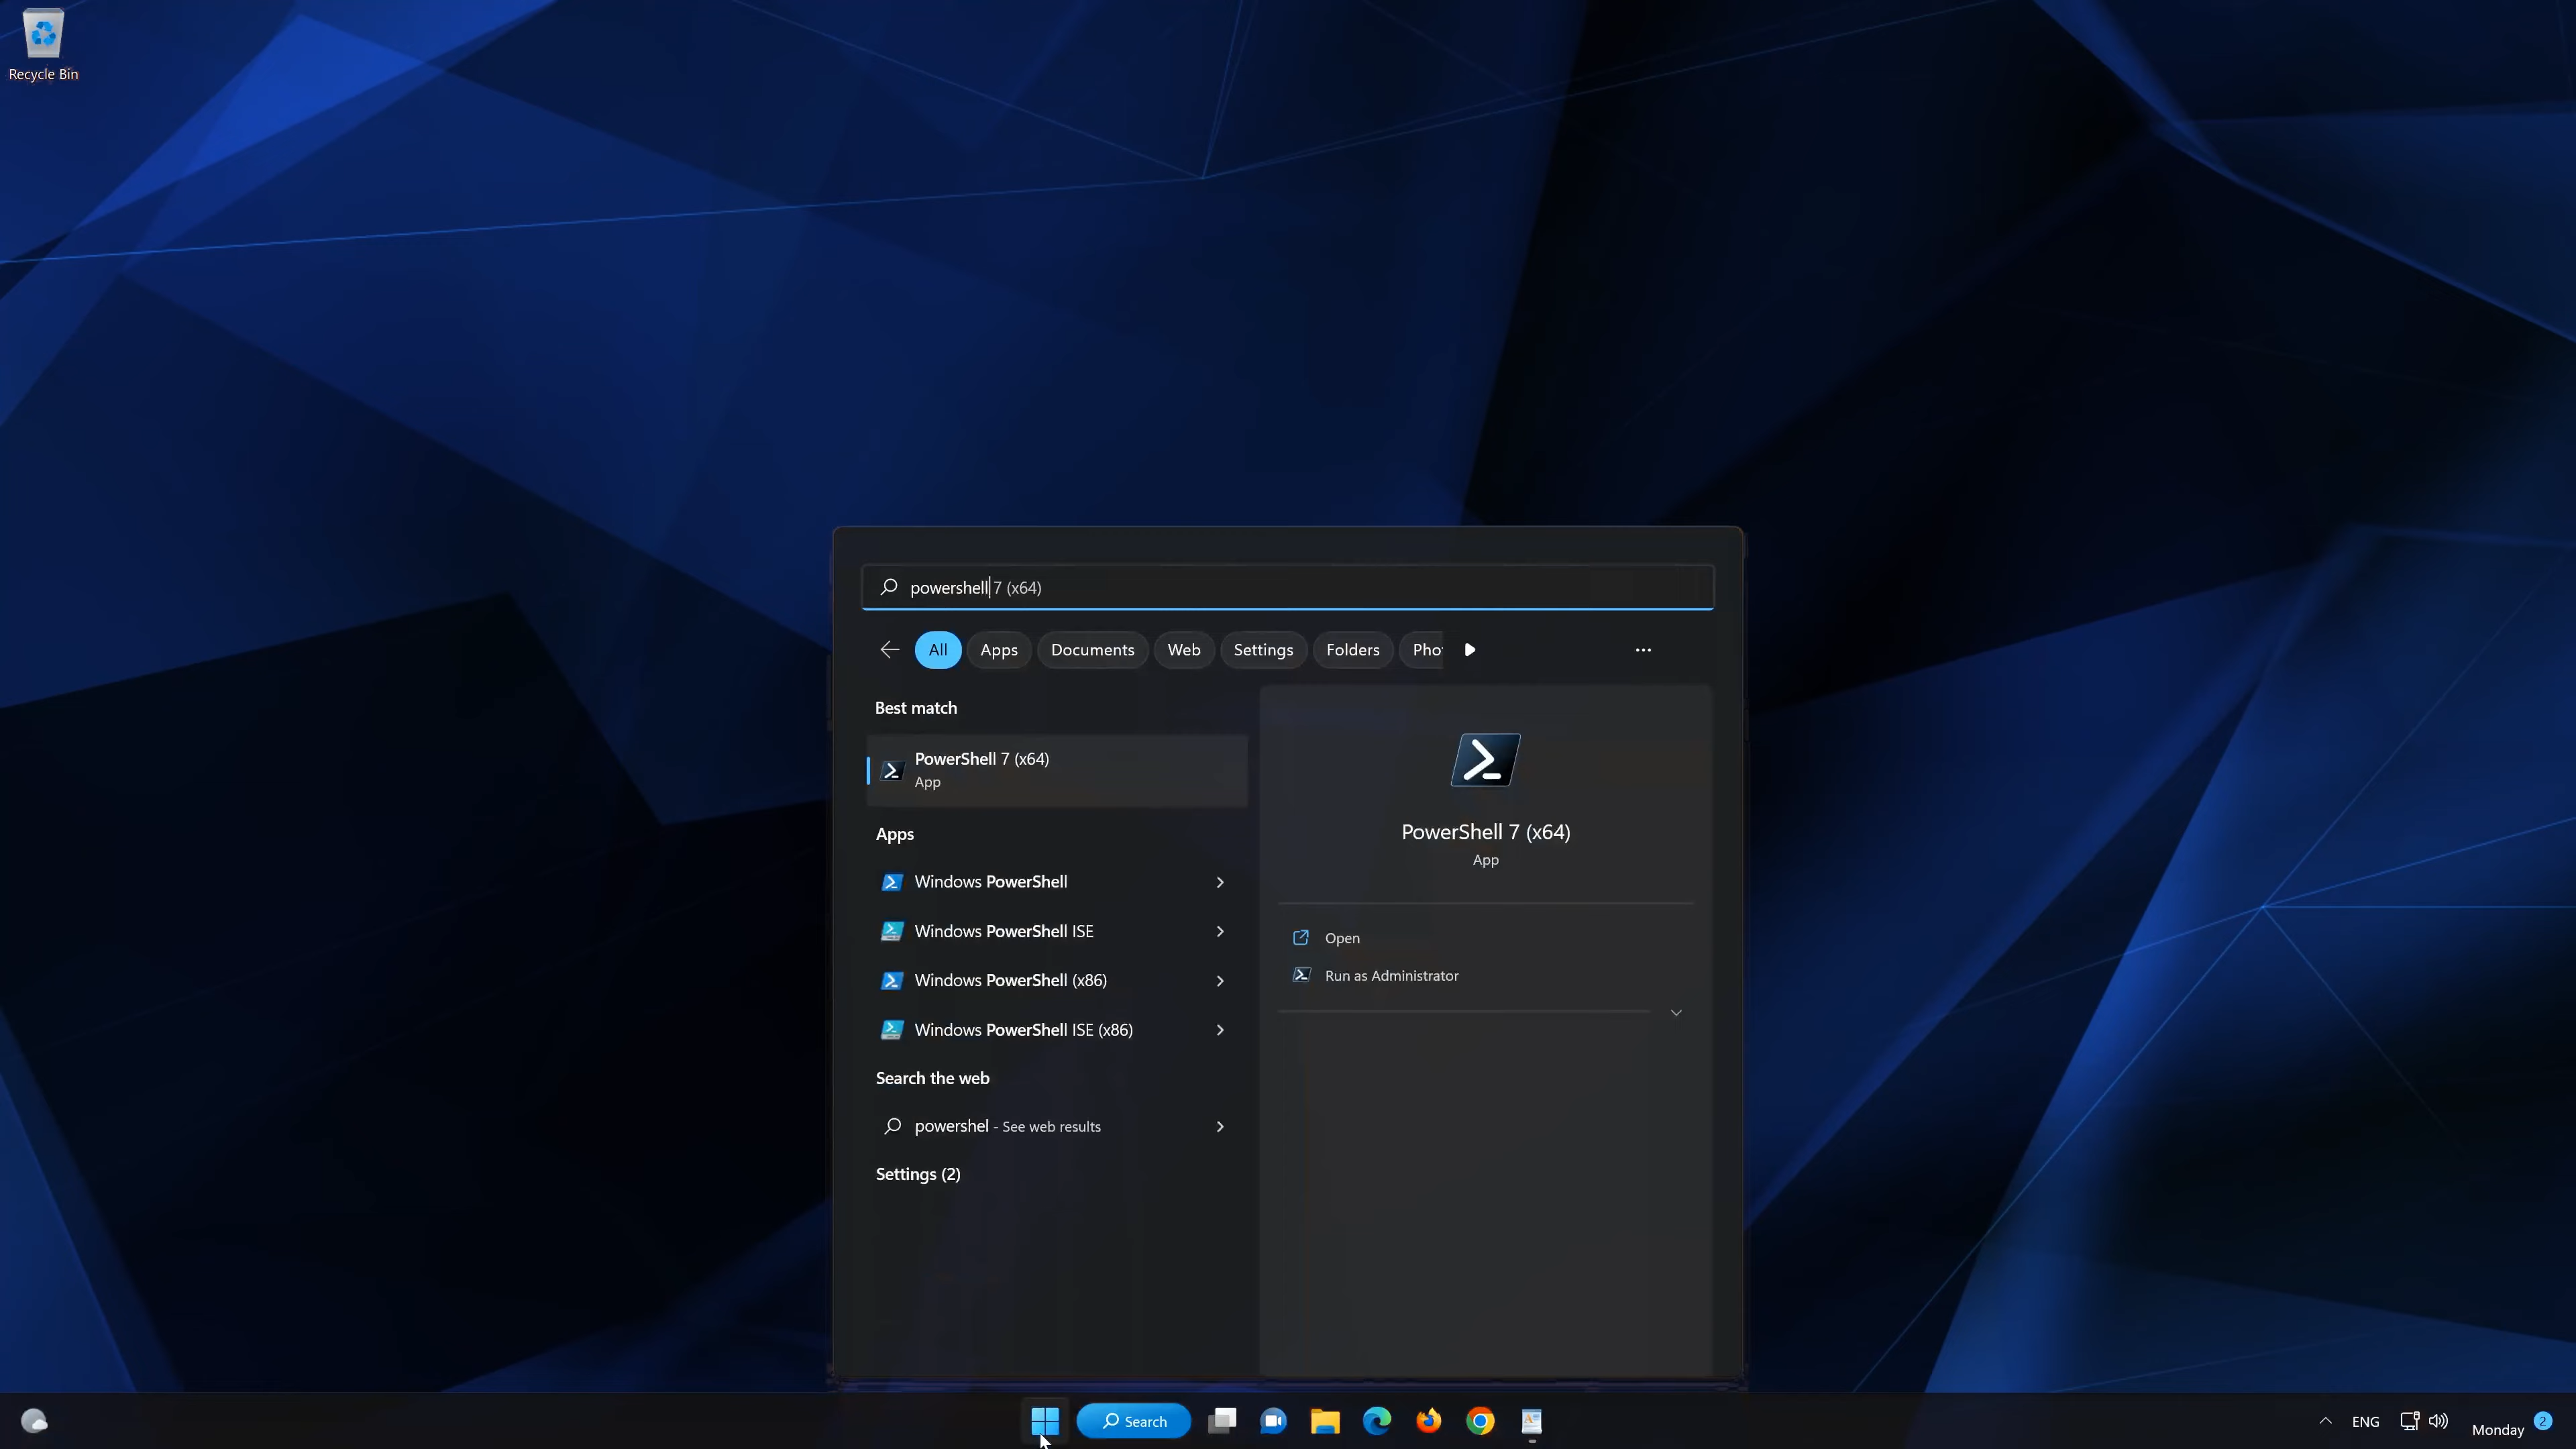 Recycle Bin
powershell 7 (x64)
All Apps Documents Web Settings Folders Pho
Best match
PowerShell 7 (x64)
App
Apps
Windows PowerShell
Windows PowerShell ISE
Windows PowerShell (x86)
Windows PowerShell ISE (x86)
Search the web
powershel - See web results
Settings (2)
PowerShell 7 (x64)
App
Open
Run as Administrator
Search
ENG
Monday
2